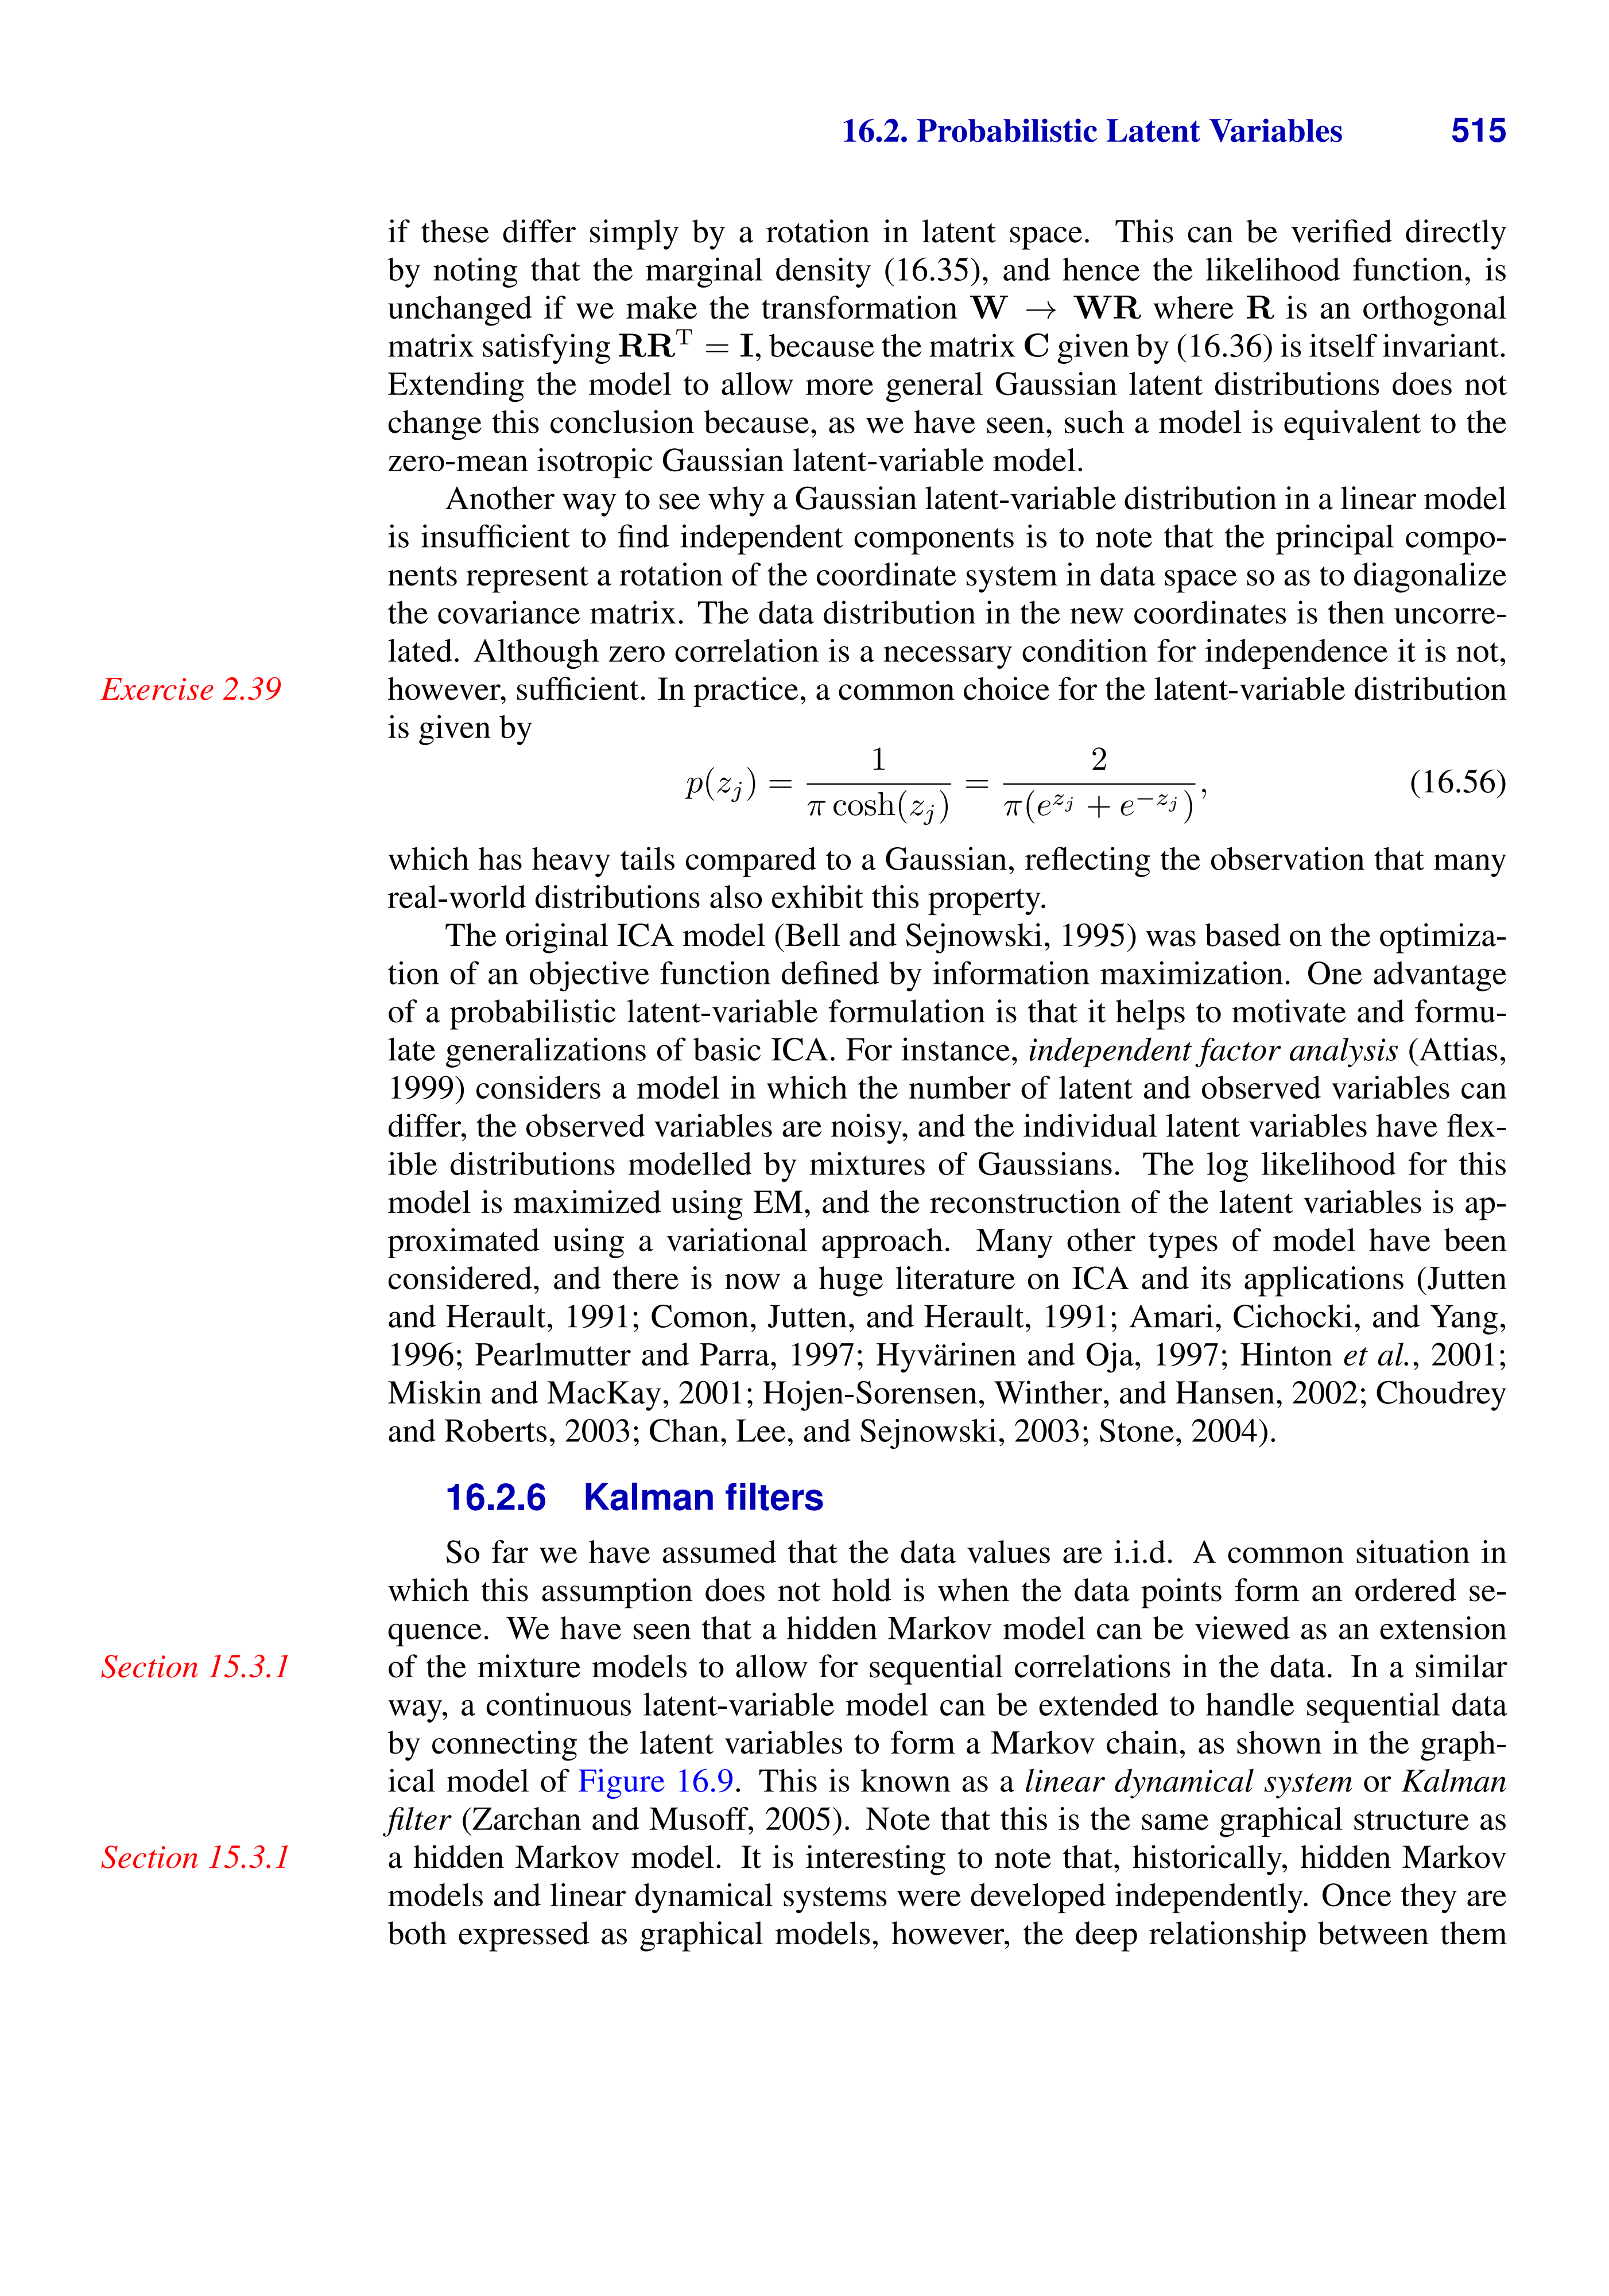 16.2. Probabilistic Latent Variables 515
if these differ simply by a rotation in latent space. This can be verified directly
by noting that the marginal density (16.35), and hence the likelihood function, is
unchanged if we make the transformation W → WR where R is an orthogonal
matrix satisfying RRᵀ = I, because the matrix C given by (16.36) is itself invariant.
Extending the model to allow more general Gaussian latent distributions does not
change this conclusion because, as we have seen, such a model is equivalent to the
zero-mean isotropic Gaussian latent-variable model.
Another way to see why a Gaussian latent-variable distribution in a linear model
is insufficient to find independent components is to note that the principal compo-
nents represent a rotation of the coordinate system in data space so as to diagonalize
the covariance matrix. The data distribution in the new coordinates is then uncorre-
lated. Although zero correlation is a necessary condition for independence it is not,
Exercise 2.39 however, sufficient. In practice, a common choice for the latent-variable distribution
is given by
p(z_j) = 1 / (π cosh(z_j)) = 2 / (π(e^{z_j} + e^{−z_j})), (16.56)
which has heavy tails compared to a Gaussian, reflecting the observation that many
real-world distributions also exhibit this property.
The original ICA model (Bell and Sejnowski, 1995) was based on the optimiza-
tion of an objective function defined by information maximization. One advantage
of a probabilistic latent-variable formulation is that it helps to motivate and formu-
late generalizations of basic ICA. For instance, independent factor analysis (Attias,
1999) considers a model in which the number of latent and observed variables can
differ, the observed variables are noisy, and the individual latent variables have flex-
ible distributions modelled by mixtures of Gaussians. The log likelihood for this
model is maximized using EM, and the reconstruction of the latent variables is ap-
proximated using a variational approach. Many other types of model have been
considered, and there is now a huge literature on ICA and its applications (Jutten
and Herault, 1991; Comon, Jutten, and Herault, 1991; Amari, Cichocki, and Yang,
1996; Pearlmutter and Parra, 1997; Hyvärinen and Oja, 1997; Hinton et al., 2001;
Miskin and MacKay, 2001; Hojen-Sorensen, Winther, and Hansen, 2002; Choudrey
and Roberts, 2003; Chan, Lee, and Sejnowski, 2003; Stone, 2004).
16.2.6 Kalman filters
So far we have assumed that the data values are i.i.d. A common situation in
which this assumption does not hold is when the data points form an ordered se-
quence. We have seen that a hidden Markov model can be viewed as an extension
Section 15.3.1 of the mixture models to allow for sequential correlations in the data. In a similar
way, a continuous latent-variable model can be extended to handle sequential data
by connecting the latent variables to form a Markov chain, as shown in the graph-
ical model of Figure 16.9. This is known as a linear dynamical system or Kalman
filter (Zarchan and Musoff, 2005). Note that this is the same graphical structure as
Section 15.3.1 a hidden Markov model. It is interesting to note that, historically, hidden Markov
models and linear dynamical systems were developed independently. Once they are
both expressed as graphical models, however, the deep relationship between them